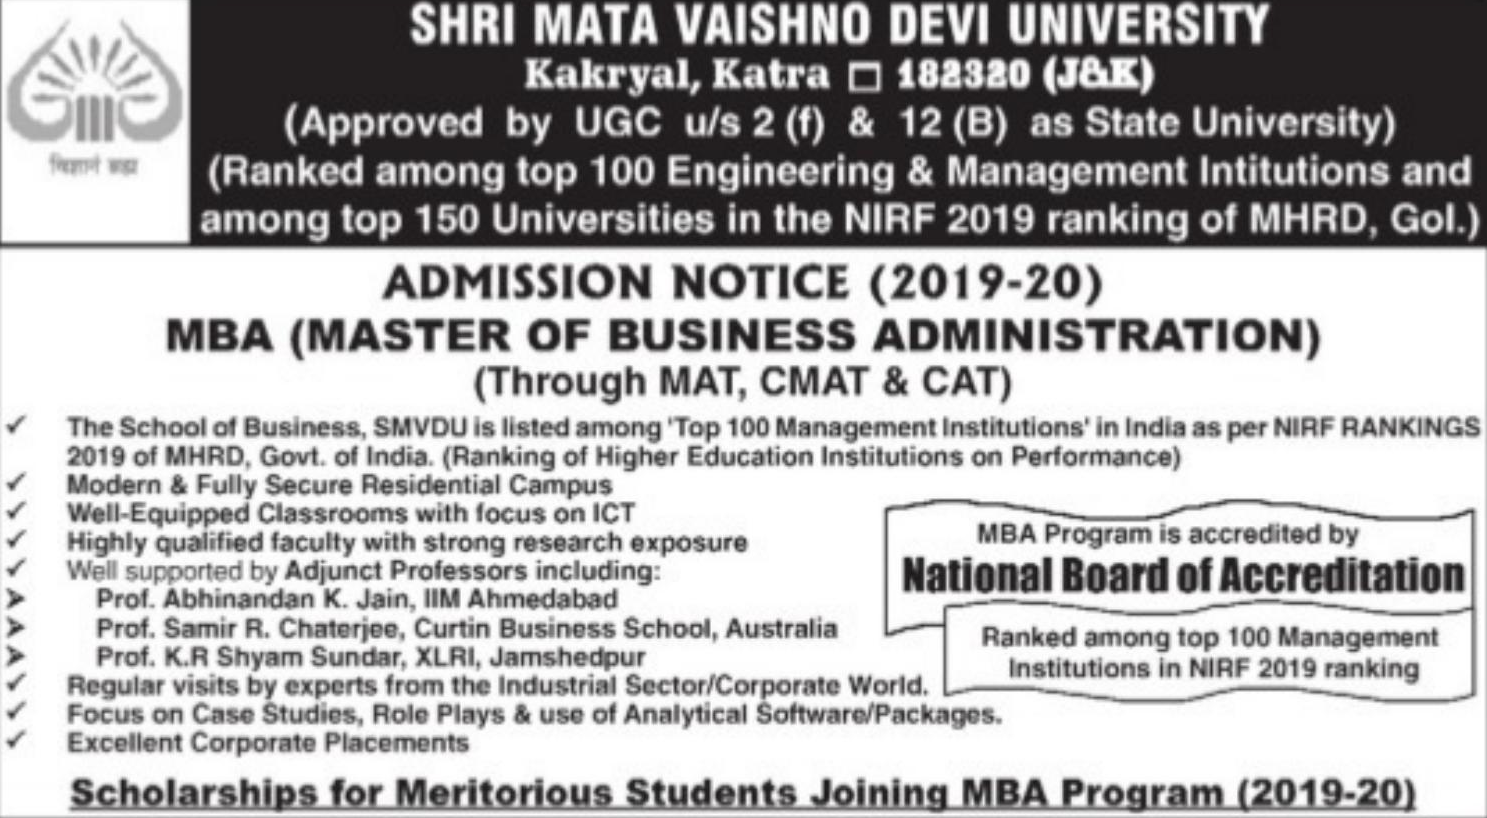 SHRI MATA VAISHNO DEVI UNIVERSITY
Kakryal, Katra □ 182320 (J&K)
(Approved by UGC u/s 2 (f) & 12 (B) as State University)
(Ranked among top 100 Engineering & Management Intitutions and
among top 150 Universities in the NIRF 2019 ranking of MHRD, GoI.)
विज्ञानं ब्रह्म
ADMISSION NOTICE (2019-20)
MBA (MASTER OF BUSINESS ADMINISTRATION)
(Through MAT, CMAT & CAT)
✓ The School of Business, SMVDU is listed among 'Top 100 Management Institutions' in India as per NIRF RANKINGS
2019 of MHRD, Govt. of India. (Ranking of Higher Education Institutions on Performance)
✓ Modern & Fully Secure Residential Campus
✓ Well-Equipped Classrooms with focus on ICT
✓ Highly qualified faculty with strong research exposure
✓ Well supported by Adjunct Professors including:
➤ Prof. Abhinandan K. Jain, IIM Ahmedabad
➤ Prof. Samir R. Chaterjee, Curtin Business School, Australia
➤ Prof. K.R Shyam Sundar, XLRI, Jamshedpur
✓ Regular visits by experts from the Industrial Sector/Corporate World.
✓ Focus on Case Studies, Role Plays & use of Analytical Software/Packages.
✓ Excellent Corporate Placements
MBA Program is accredited by
National Board of Accreditation
Ranked among top 100 Management
Institutions in NIRF 2019 ranking
Scholarships for Meritorious Students Joining MBA Program (2019-20)